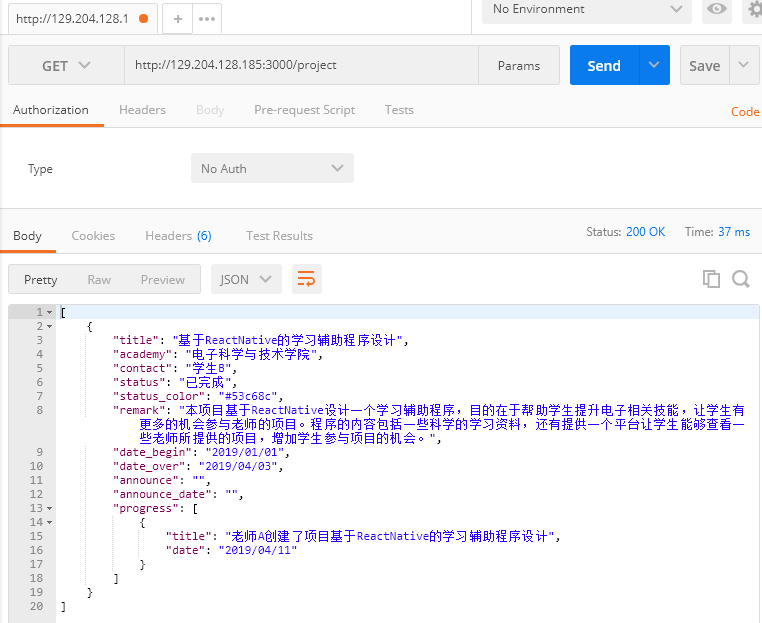 http://129.204.128.1
No Environment
GET
http://129.204.128.185:3000/project
Params
Send
Save
Authorization
Headers
Body
Pre-request Script
Tests
Code
Type
No Auth
Body
Cookies
Headers (6)
Test Results
Status: 200 OK
Time: 37 ms
Pretty
Raw
Preview
JSON
1 [
2 {
3 "title": "基于ReactNative的学习辅助程序设计",
4 "academy": "电子科学与技术学院",
5 "contact": "学生B",
6 "status": "已完成",
7 "status_color": "#53c68c",
8 "remark": "本项目基于ReactNative设计一个学习辅助程序，目的在于帮助学生提升电子相关技能，让学生有
更多的机会参与老师的项目。程序的内容包括一些科学的学习资料，还有提供一个平台让学生能够查看一
些老师所提供的项目，增加学生参与项目的机会。",
9 "date_begin": "2019/01/01",
10 "date_over": "2019/04/03",
11 "announce": "",
12 "announce_date": "",
13 "progress": [
14 {
15 "title": "老师A创建了项目基于ReactNative的学习辅助程序设计",
16 "date": "2019/04/11"
17 }
18 ]
19 }
20 ]